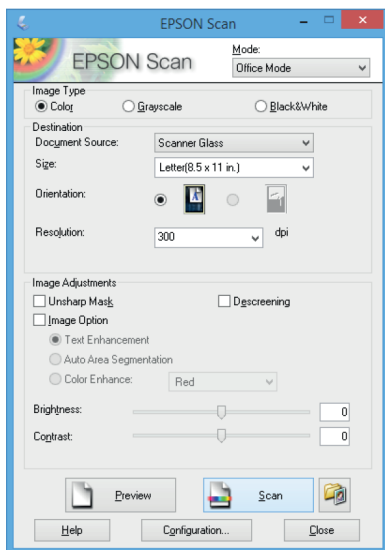 EPSON Scan
EPSON Scan
Mode:
Office Mode
Image Type
Color Grayscale Black&White
Destination
Document Source: Scanner Glass
Size: Letter(8.5 x 11 in.)
Orientation:
Resolution: 300 dpi
Image Adjustments
Unsharp Mask Descreening
Image Option
Text Enhancement
Auto Area Segmentation
Color Enhance: Red
Brightness: 0
Contrast: 0
Preview Scan
Help Configuration... Close